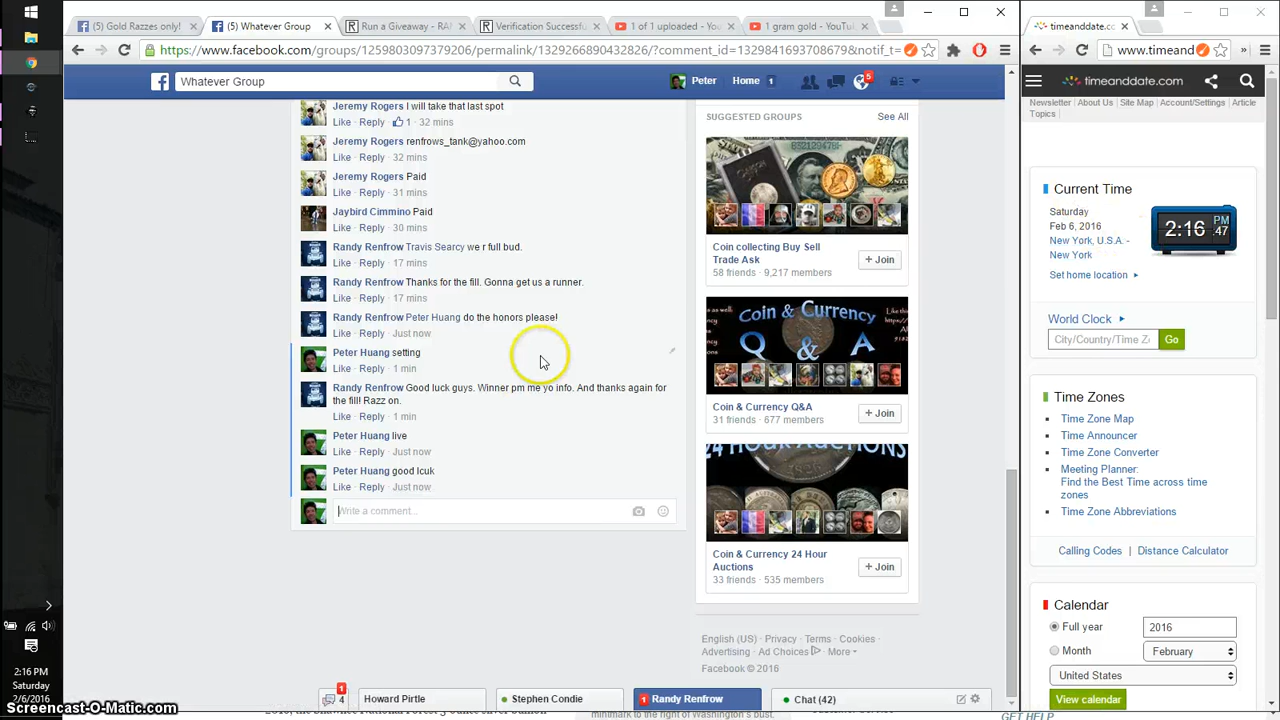 (5) Gold Razzes only!
(5) Whatever Group
Run a Giveaway - RAN
Verification Successfu
1 of 1 uploaded - You
1 gram gold - YouTube
timeanddate.com
https://www.facebook.com/groups/1259803097379206/permalink/1329266890432826/?comment_id=1329841693708679&notif_t=
www.timeand
Whatever Group
Peter
Home 1
5
timeanddate.com
Newsletter About Us Site Map Account/Settings Article
Topics
Jeremy Rogers I will take that last spot
Like · Reply · 1 · 32 mins
Jeremy Rogers renfrows_tank@yahoo.com
Like · Reply · 32 mins
Jeremy Rogers Paid
Like · Reply · 31 mins
Jaybird Cimmino Paid
Like · Reply · 30 mins
Randy Renfrow Travis Searcy we r full bud.
Like · Reply · 17 mins
Randy Renfrow Thanks for the fill. Gonna get us a runner.
Like · Reply · 17 mins
Randy Renfrow Peter Huang do the honors please!
Like · Reply · Just now
Peter Huang setting
Like · Reply · 1 min
Randy Renfrow Good luck guys. Winner pm me yo info. And thanks again for
the fill! Razz on.
Like · Reply · 1 min
Peter Huang live
Like · Reply · Just now
Peter Huang good lcuk
Like · Reply · Just now
Write a comment...
SUGGESTED GROUPS
See All
Coin collecting Buy Sell
Trade Ask
58 friends · 9,217 members
+ Join
Coin & Currency
Q & A
Coin & Currency Q&A
31 friends · 677 members
+ Join
24 HOUR AUCTIONS
Coin & Currency 24 Hour
Auctions
33 friends · 535 members
+ Join
English (US) · Privacy · Terms · Cookies ·
Advertising · Ad Choices · More
Facebook © 2016
Current Time
Saturday
Feb 6, 2016
New York, U.S.A. -
New York
Set home location
2:16 PM 47
World Clock
City/Country/Time Zo
Go
Time Zones
Time Zone Map
Time Announcer
Time Zone Converter
Meeting Planner:
Find the Best Time across time
zones
Time Zone Abbreviations
Calling Codes | Distance Calculator
Calendar
Full year
2016
Month
February
United States
View calendar
GET HELP
1
4
Howard Pirtle
Stephen Condie
1 Randy Renfrow
Chat (42)
2:16 PM
Saturday
2/6/2016
Screencast-O-Matic.com